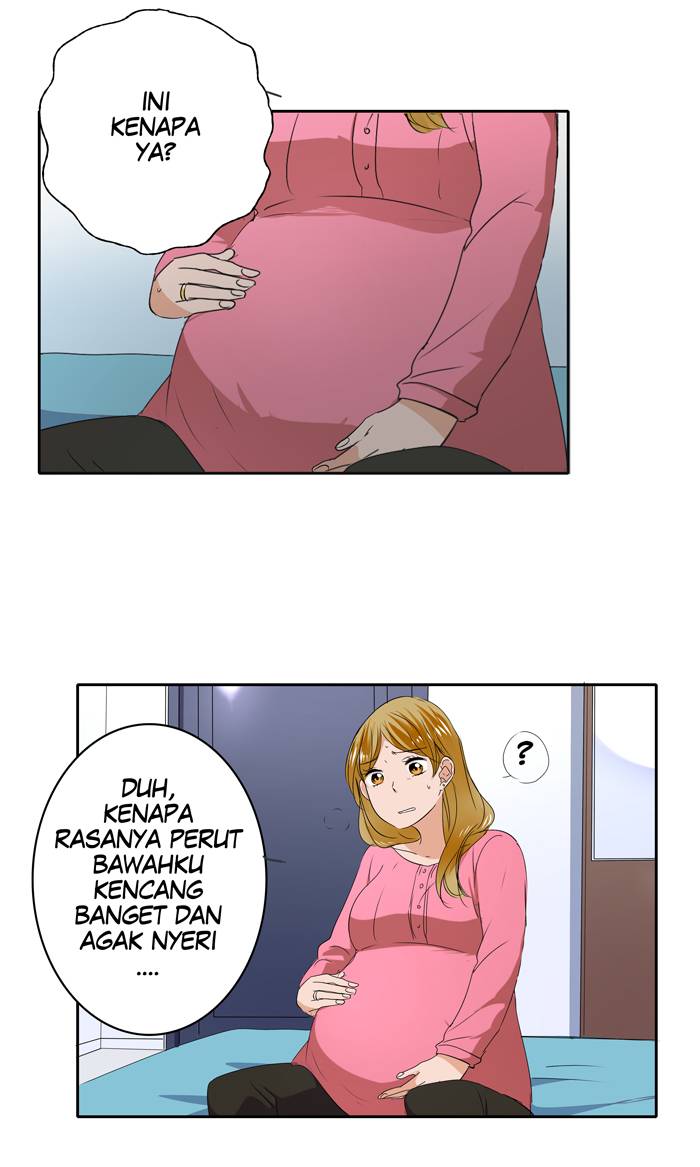 INI
KENAPA
YA?
DUH,
KENAPA
RASANYA PERUT
BAWAHKU
KENCANG
BANGET DAN
AGAK NYERI
....
?